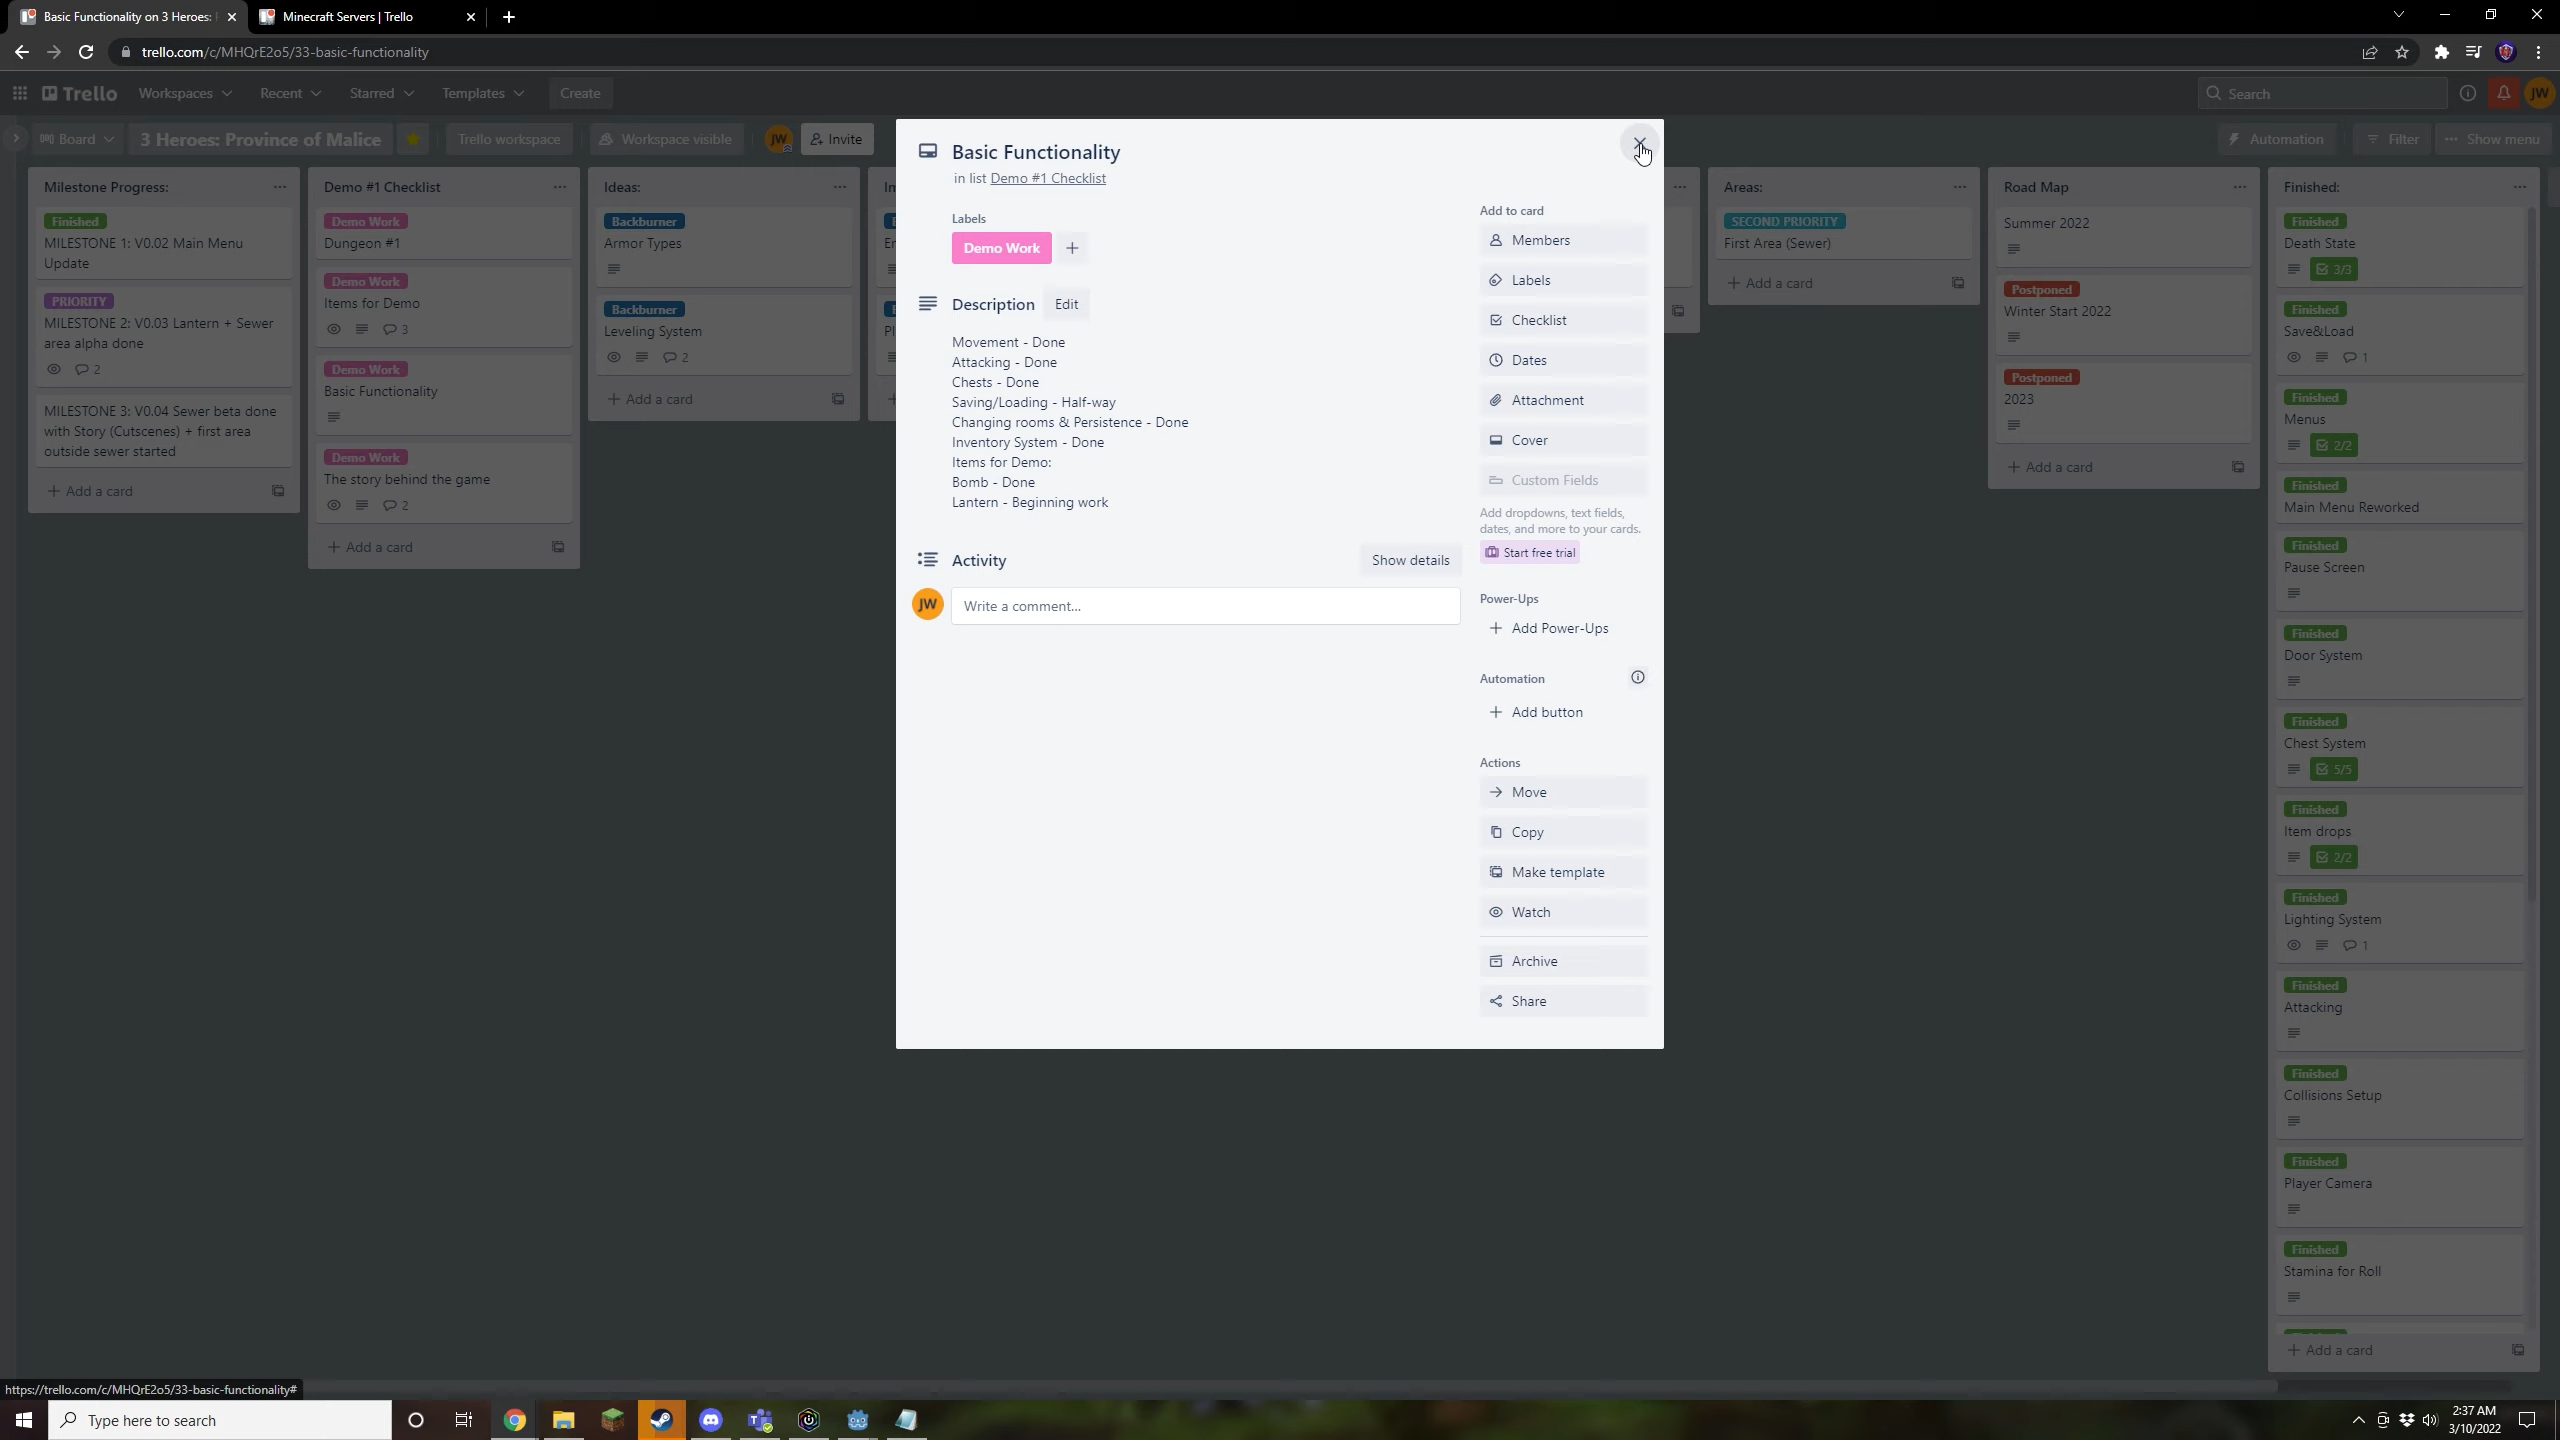 Basic Functionality on 3 Heroes:
Minecraft Servers | Trello
trello.com/c/MHQrE2o5/33-basic-functionality
Trello
Workspaces
Recent
Starred
Templates
Create
Search
JW
Board
3 Heroes: Province of Malice
Trello workspace
Workspace visible
JW
Invite
Automation
Filter
Show menu
Milestone Progress:
Finished
MILESTONE 1: V0.02 Main Menu
Update
PRIORITY
MILESTONE 2: V0.03 Lantern + Sewer
area alpha done
2
MILESTONE 3: V0.04 Sewer beta done
with Story (Cutscenes) + first area
outside sewer started
+ Add a card
Demo #1 Checklist
Demo Work
Dungeon #1
Demo Work
Items for Demo
3
Demo Work
Basic Functionality
Demo Work
The story behind the game
2
+ Add a card
Ideas:
Backburner
Armor Types
Backburner
Leveling System
2
+ Add a card
Basic Functionality
in list Demo #1 Checklist
Labels
Demo Work
+
Description
Edit
Movement - Done
Attacking - Done
Chests - Done
Saving/Loading - Half-way
Changing rooms & Persistence - Done
Inventory System - Done
Items for Demo:
Bomb - Done
Lantern - Beginning work
Activity
Show details
JW
Write a comment...
Add to card
Members
Labels
Checklist
Dates
Attachment
Cover
Custom Fields
Add dropdowns, text fields,
dates, and more to your cards.
Start free trial
Power-Ups
+ Add Power-Ups
Automation
+ Add button
Actions
Move
Copy
Make template
Watch
Archive
Share
Areas:
SECOND PRIORITY
First Area (Sewer)
+ Add a card
Road Map
Summer 2022
Postponed
Winter Start 2022
Postponed
2023
+ Add a card
Finished:
Finished
Death State
3/3
Finished
Save&Load
1
Finished
Menus
2/2
Finished
Main Menu Reworked
Finished
Pause Screen
Finished
Door System
Finished
Chest System
5/5
Finished
Item drops
2/2
Finished
Lighting System
1
Finished
Attacking
Finished
Collisions Setup
Finished
Player Camera
Finished
Stamina for Roll
+ Add a card
https://trello.com/c/MHQrE2o5/33-basic-functionality#
Type here to search
2:37 AM
3/10/2022